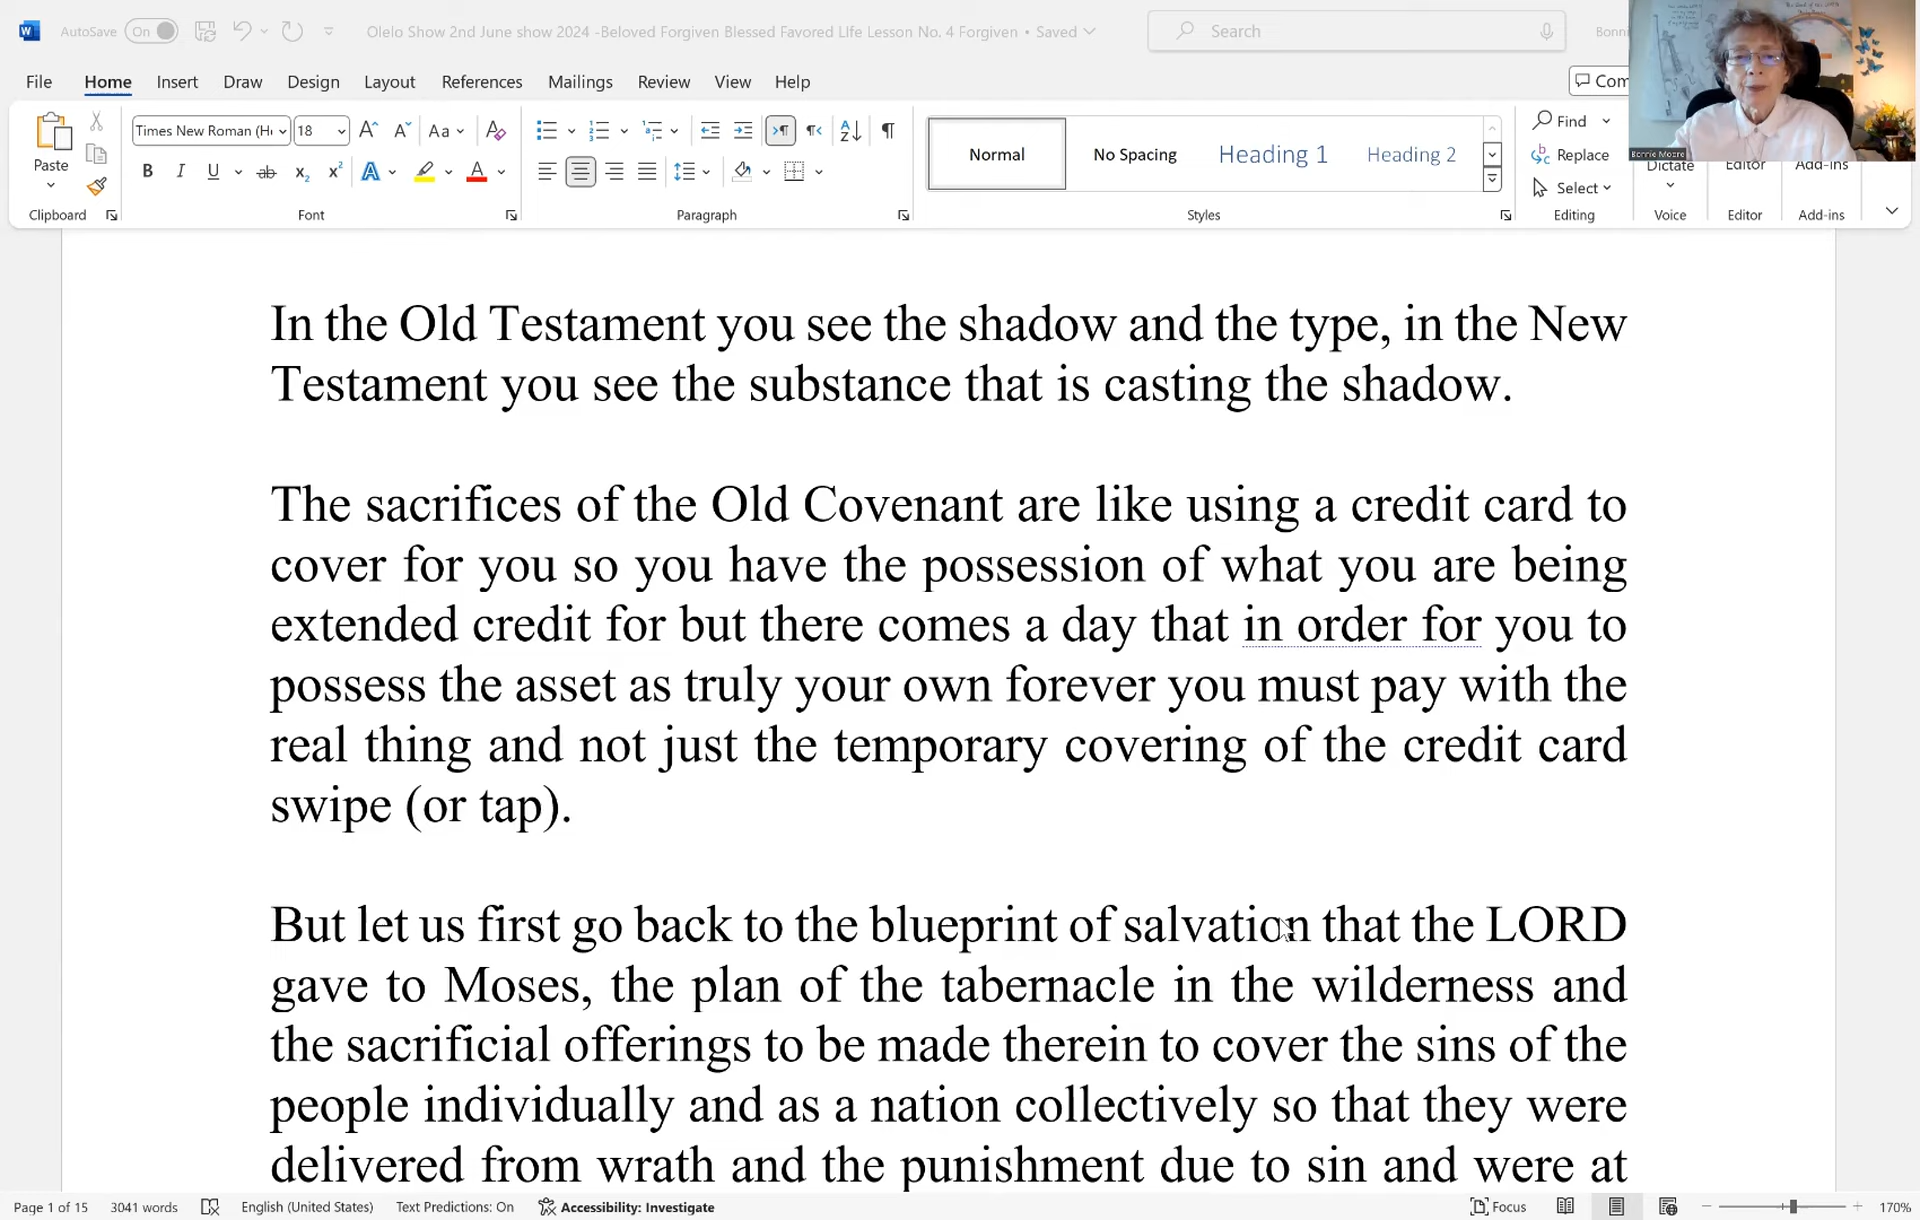 AutoSave On
Olelo Show 2nd June show 2024 -Beloved Forgiven Blessed Favored LIfe Lesson No. 4 Forgiven • Saved
Search
Bonni
File Home Insert Draw Design Layout References Mailings Review View Help
Com
Paste
Times New Roman (H
18
Aa
Normal
No Spacing
Heading 1
Heading 2
Find
Replace
Select
Dictate
Editor
Add-ins
Clipboard
Font
Paragraph
Styles
Editing
Voice
Editor
Add-ins
Bonnie Moore
In the Old Testament you see the shadow and the type, in the New
Testament you see the substance that is casting the shadow.
The sacrifices of the Old Covenant are like using a credit card to
cover for you so you have the possession of what you are being
extended credit for but there comes a day that in order for you to
possess the asset as truly your own forever you must pay with the
real thing and not just the temporary covering of the credit card
swipe (or tap).
But let us first go back to the blueprint of salvation that the LORD
gave to Moses, the plan of the tabernacle in the wilderness and
the sacrificial offerings to be made therein to cover the sins of the
people individually and as a nation collectively so that they were
delivered from wrath and the punishment due to sin and were at
Page 1 of 15 3041 words English (United States) Text Predictions: On Accessibility: Investigate
Focus
170%